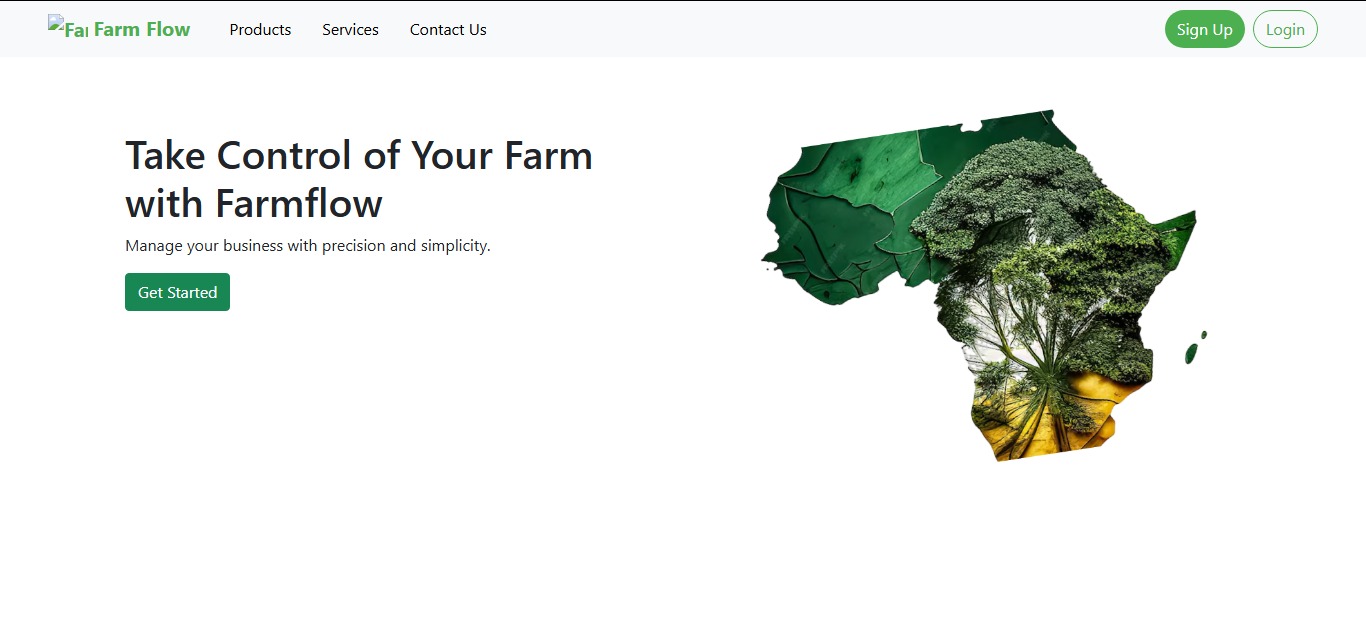 Far Farm Flow
Products
Services
Contact Us
Sign Up
Login
Take Control of Your Farm
with Farmflow
Manage your business with precision and simplicity.
Get Started